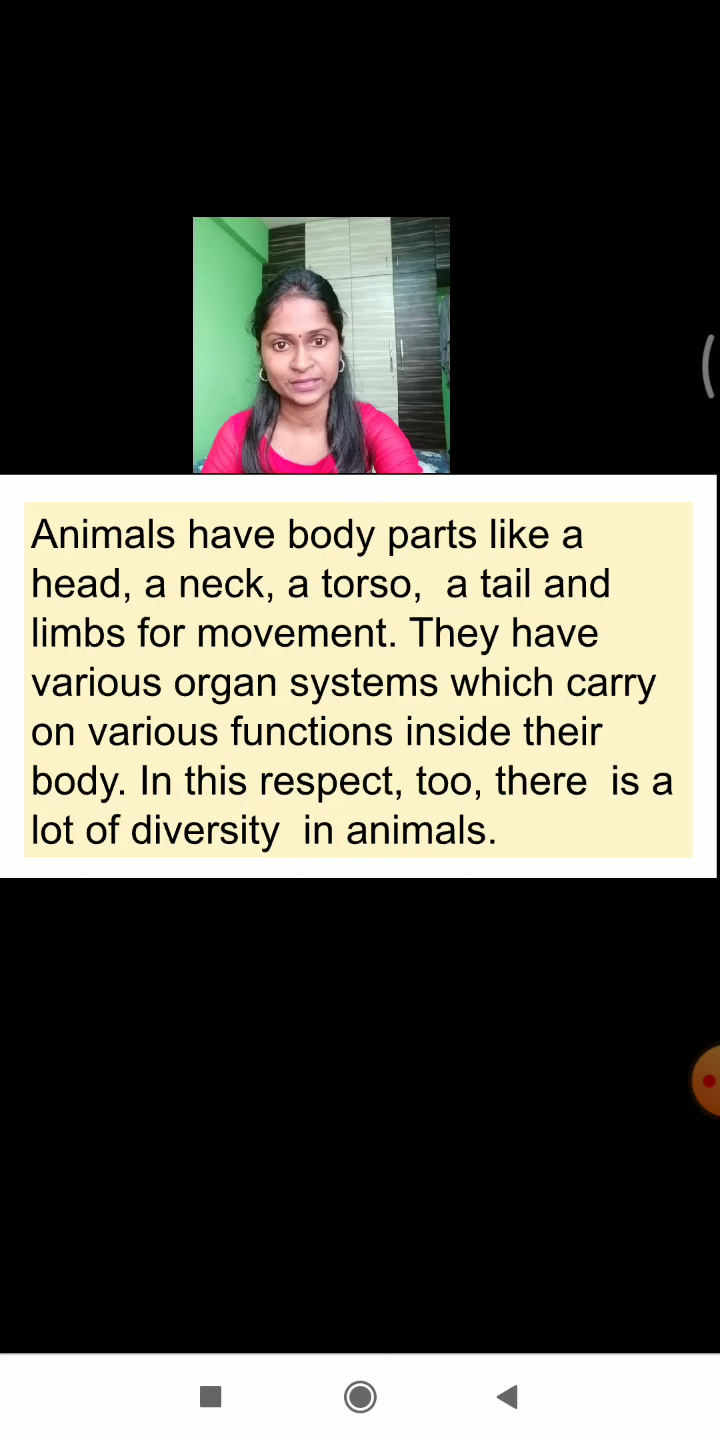 Animals have body parts like a
head, a neck, a torso,  a tail and
limbs for movement. They have
various organ systems which carry
on various functions inside their
body. In this respect, too, there  is a
lot of diversity  in animals.